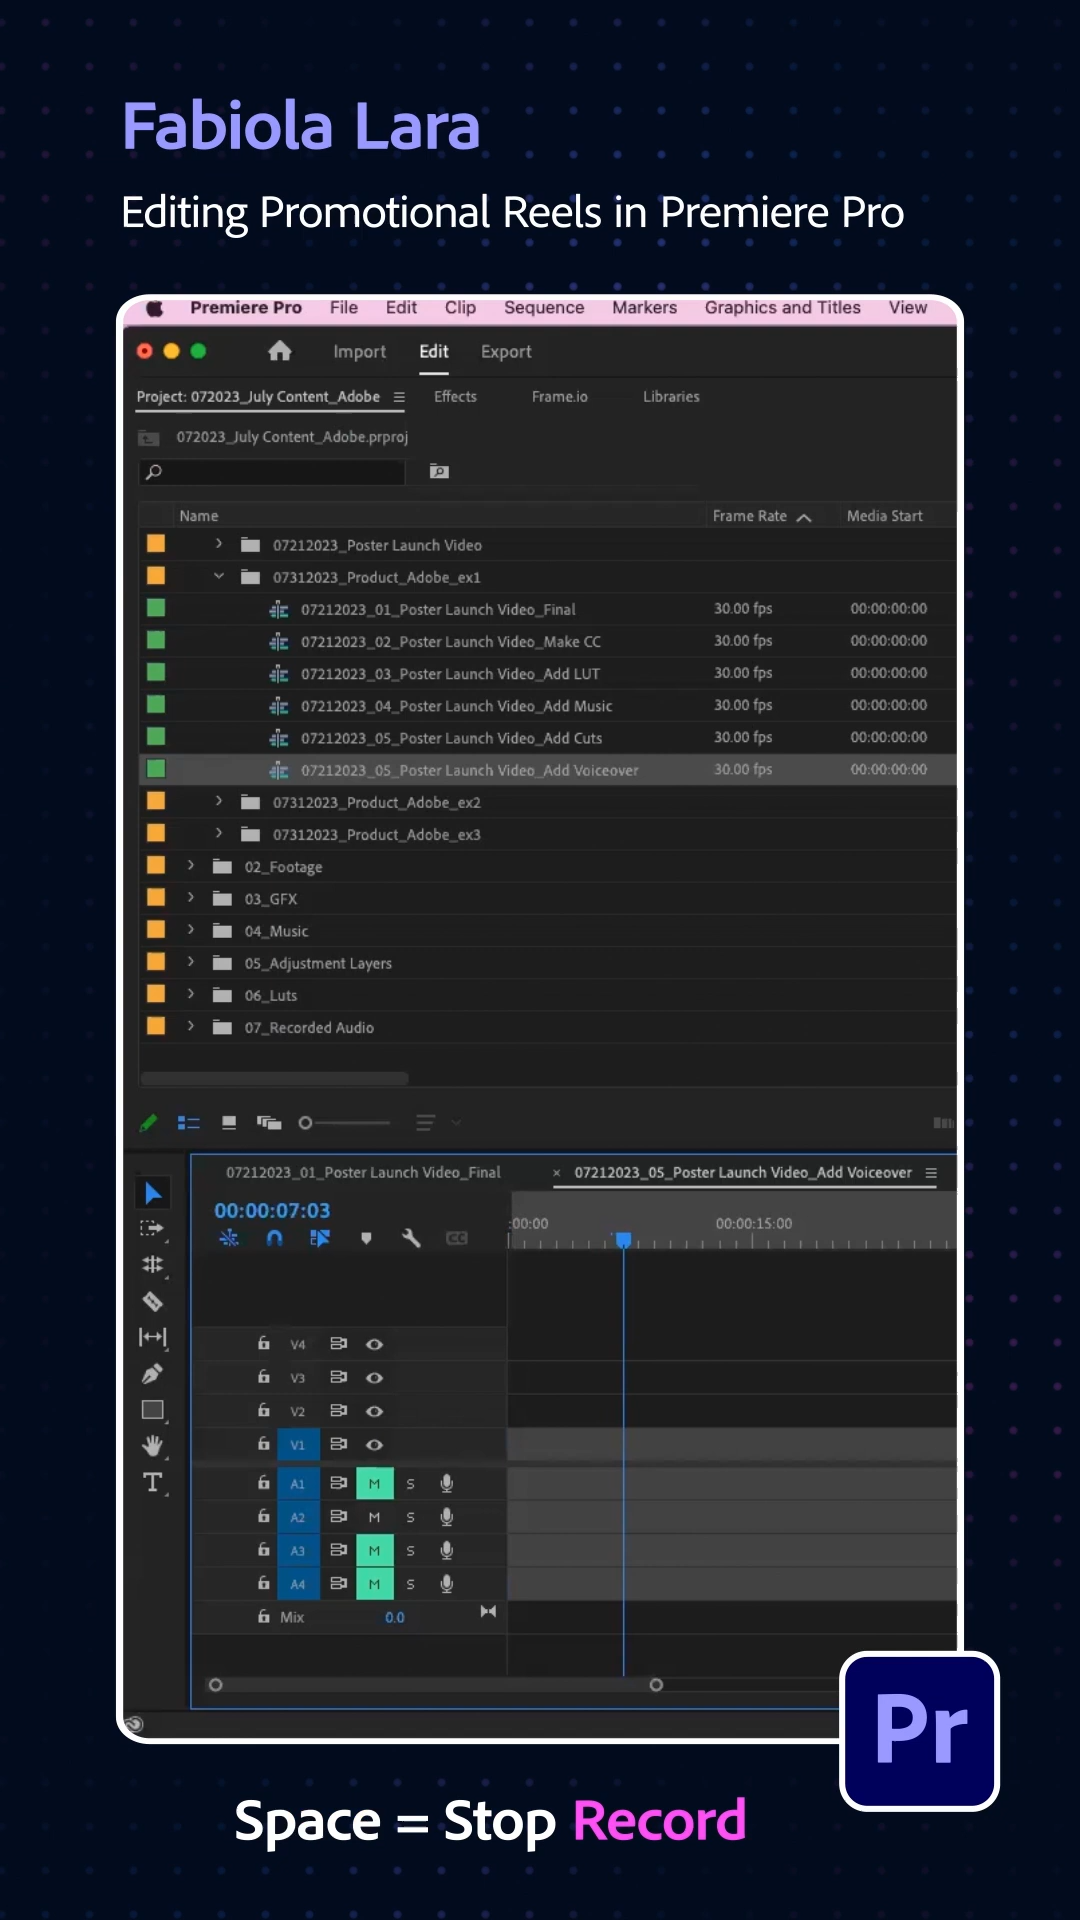 Fabiola Lara
Editing Promotional Reels in Premiere Pro
Premiere Pro File Edit Clip Sequence Markers Graphics and Titles View
Import Edit Export
Project: 072023_July Content_Adobe Effects Frame.io Libraries
072023_July Content_Adobe.prproj
Name Frame Rate Media Start
07212023_Poster Launch Video
07312023_Product_Adobe_ex1
07212023_01_Poster Launch Video_Final 30.00 fps 00:00:00:00
07212023_02_Poster Launch Video_Make CC 30.00 fps 00:00:00:00
07212023_03_Poster Launch Video_Add LUT 30.00 fps 00:00:00:00
07212023_04_Poster Launch Video_Add Music 30.00 fps 00:00:00:00
07212023_05_Poster Launch Video_Add Cuts 30.00 fps 00:00:00:00
07212023_05_Poster Launch Video_Add Voiceover 30.00 fps 00:00:00:00
07312023_Product_Adobe_ex2
07312023_Product_Adobe_ex3
02_Footage
03_GFX
04_Music
05_Adjustment Layers
06_Luts
07_Recorded Audio
07212023_01_Poster Launch Video_Final × 07212023_05_Poster Launch Video_Add Voiceover
00:00:07:03
:00:00 00:00:15:00
CC
V4
V3
V2
V1
A1 M S
A2 M S
A3 M S
A4 M S
Mix 0.0
T
Pr
Space = Stop Record